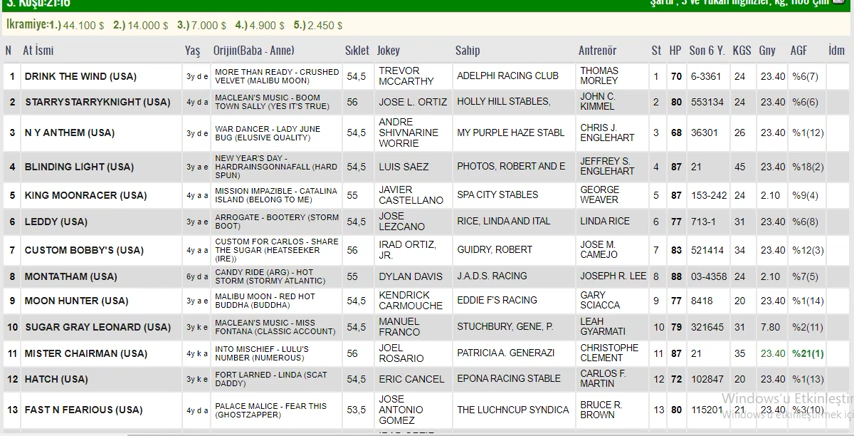 3. Koşu:21:16
Şartlı , 3 ve Yukarı İngilizler, kg, 1100 Çim
İkramiye:1.) 44.100 $ 2.) 14.000 $ 3.) 7.000 $ 4.) 4.900 $ 5.) 2.450 $
N At İsmi Yaş Orijin(Baba - Anne) Sıklet Jokey Sahip Antrenör St HP Son 6 Y. KGS Gny AGF İdm
1 DRINK THE WIND (USA) 3y d e MORE THAN READY - CRUSHED VELVET (MALIBU MOON) 54,5 TREVOR MCCARTHY ADELPHI RACING CLUB THOMAS MORLEY 1 70 6-3361 24 23.40 %6(7)
2 STARRYSTARRYKNIGHT (USA) 4y d a MACLEAN'S MUSIC - BOOM TOWN SALLY (YES IT'S TRUE) 56 JOSE L. ORTIZ HOLLY HILL STABLES, JOHN C. KIMMEL 2 80 553134 24 23.40 %6(6)
3 N Y ANTHEM (USA) 3y d e WAR DANCER - LADY JUNE BUG (ELUSIVE QUALITY) 54,5 ANDRE SHIVNARINE WORRIE MY PURPLE HAZE STABL CHRIS J. ENGLEHART 3 68 36301 26 23.40 %1(12)
4 BLINDING LIGHT (USA) 3y a e NEW YEAR'S DAY - HARDRAINSGONNAFALL (HARD SPUN) 54,5 LUIS SAEZ PHOTOS, ROBERT AND E JEFFREY S. ENGLEHART 4 87 21 45 23.40 %18(2)
5 KING MOONRACER (USA) 4y a a MISSION IMPAZIBLE - CATALINA ISLAND (BELONG TO ME) 55 JAVIER CASTELLANO SPA CITY STABLES GEORGE WEAVER 5 87 153-242 24 2.10 %9(4)
6 LEDDY (USA) 3y a e ARROGATE - BOOTERY (STORM BOOT) 54,5 JOSE LEZCANO RICE, LINDA AND ITAL LINDA RICE 6 77 713-1 31 23.40 %6(8)
7 CUSTOM BOBBY'S (USA) 4y a a CUSTOM FOR CARLOS - SHARE THE SUGAR (HEATSEEKER (IRE)) 56 IRAD ORTIZ, JR. GUIDRY, ROBERT JOSE M. CAMEJO 7 83 521414 34 23.40 %12(3)
8 MONTATHAM (USA) 6y d a CANDY RIDE (ARG) - HOT STORM (STORMY ATLANTIC) 55 DYLAN DAVIS J.A.D.S. RACING JOSEPH R. LEE 8 88 03-4358 24 2.10 %7(5)
9 MOON HUNTER (USA) 3y a e MALIBU MOON - RED HOT BUDDHA (BUDDHA) 54,5 KENDRICK CARMOUCHE EDDIE F'S RACING GARY SCIACCA 9 77 8418 20 23.40 %1(14)
10 SUGAR GRAY LEONARD (USA) 3y k e MACLEAN'S MUSIC - MISS FONTANA (CLASSIC ACCOUNT) 54,5 MANUEL FRANCO STUCHBURY, GENE, P. LEAH GYARMATI 10 79 321645 31 7.80 %2(11)
11 MISTER CHAIRMAN (USA) 4y k a INTO MISCHIEF - LULU'S NUMBER (NUMEROUS) 56 JOEL ROSARIO PATRICIA A. GENERAZI CHRISTOPHE CLEMENT 11 87 21 35 23.40 %21(1)
12 HATCH (USA) 3y k e FORT LARNED - LINDA (SCAT DADDY) 54,5 ERIC CANCEL EPONA RACING STABLE CARLOS F. MARTIN 12 72 102847 20 23.40 %1(13)
13 FAST N FEARIOUS (USA) 4y d a PALACE MALICE - FEAR THIS (GHOSTZAPPER) 53,5 JOSE ANTONIO GOMEZ THE LUCHNCUP SYNDICA BRUCE R. BROWN 13 80 115201 21 23.40 %3(10)
Windows'u Etkinleştir